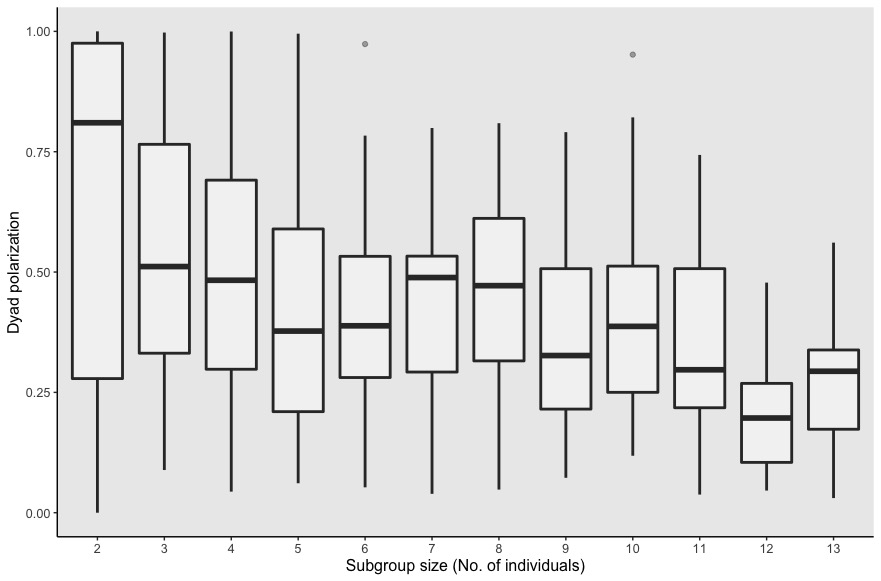 Dyad polarization
1.00
0.75
0.50
0.25
0.00
2 3 4 5 6 7 8 9 10 11 12 13
Subgroup size (No. of individuals)